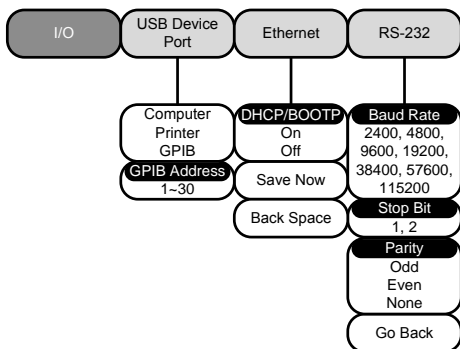 I/O
USB Device
Port
Ethernet
RS-232
Computer
Printer
GPIB
GPIB Address
1~30
DHCP/BOOTP
On
Off
Save Now
Back Space
Baud Rate
2400, 4800,
9600, 19200,
38400, 57600,
115200
Stop Bit
1, 2
Parity
Odd
Even
None
Go Back